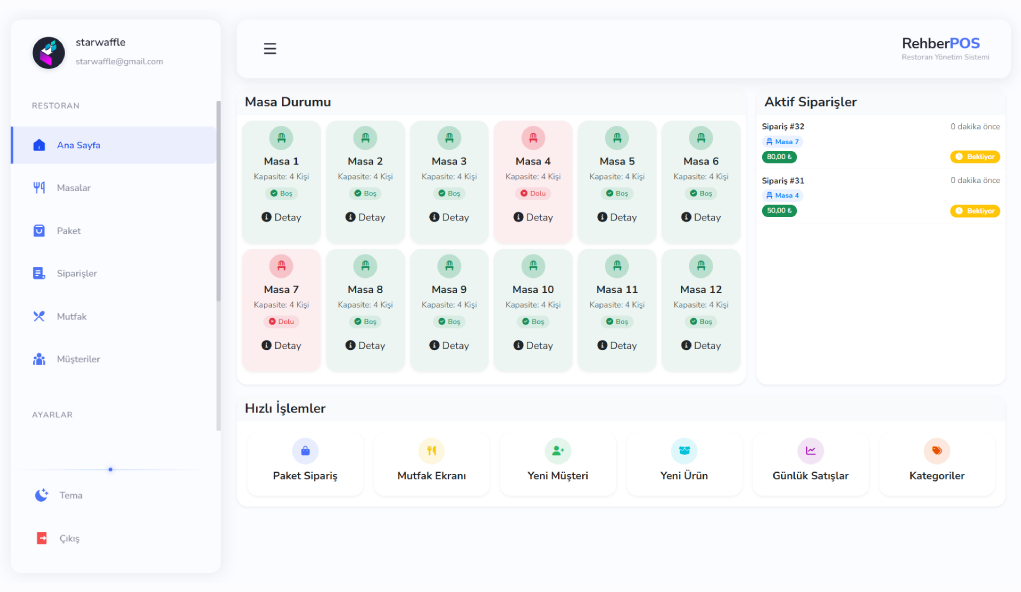 starwaffle
starwaffle@gmail.com
RESTORAN
Ana Sayfa
Masalar
Paket
Siparişler
Mutfak
Müşteriler
AYARLAR
Tema
Çıkış
RehberPOS
Restoran Yönetim Sistemi
Masa Durumu
Masa 1
Kapasite: 4 Kişi
Boş
Detay
Masa 2
Kapasite: 4 Kişi
Boş
Detay
Masa 3
Kapasite: 4 Kişi
Boş
Detay
Masa 4
Kapasite: 4 Kişi
Dolu
Detay
Masa 5
Kapasite: 4 Kişi
Boş
Detay
Masa 6
Kapasite: 4 Kişi
Boş
Detay
Masa 7
Kapasite: 4 Kişi
Dolu
Detay
Masa 8
Kapasite: 4 Kişi
Boş
Detay
Masa 9
Kapasite: 4 Kişi
Boş
Detay
Masa 10
Kapasite: 4 Kişi
Boş
Detay
Masa 11
Kapasite: 4 Kişi
Boş
Detay
Masa 12
Kapasite: 4 Kişi
Boş
Detay
Aktif Siparişler
Sipariş #32 0 dakika önce
Masa 7
80,00 ₺ Bekliyor
Sipariş #31 0 dakika önce
Masa 4
50,00 ₺ Bekliyor
Hızlı İşlemler
Paket Sipariş
Mutfak Ekranı
Yeni Müşteri
Yeni Ürün
Günlük Satışlar
Kategoriler